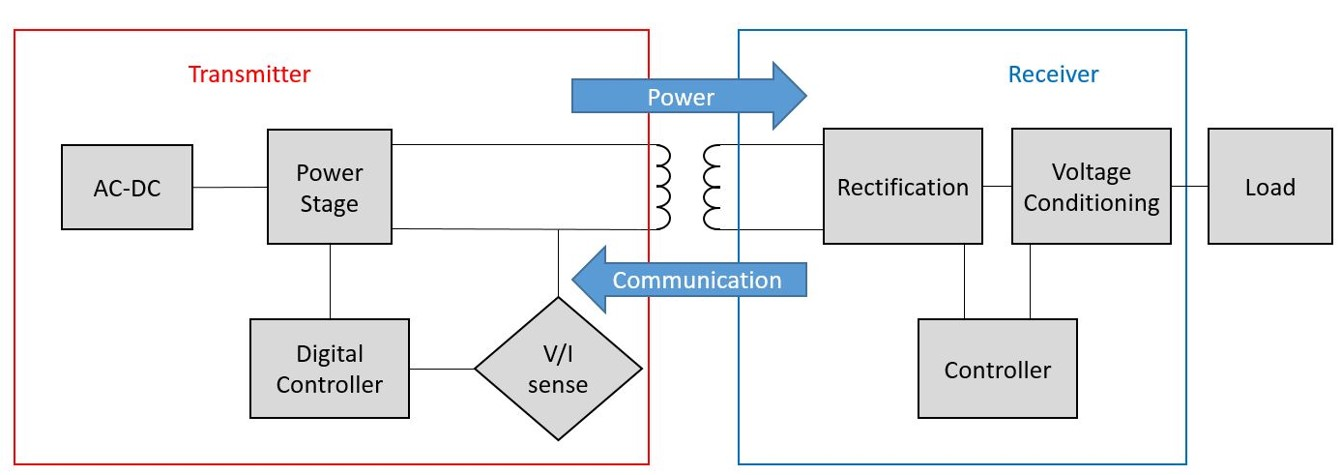 Transmitter
Receiver
Power
AC-DC
Power
Stage
Rectification
Voltage
Conditioning
Load
Communication
Digital
Controller
V/I
sense
Controller